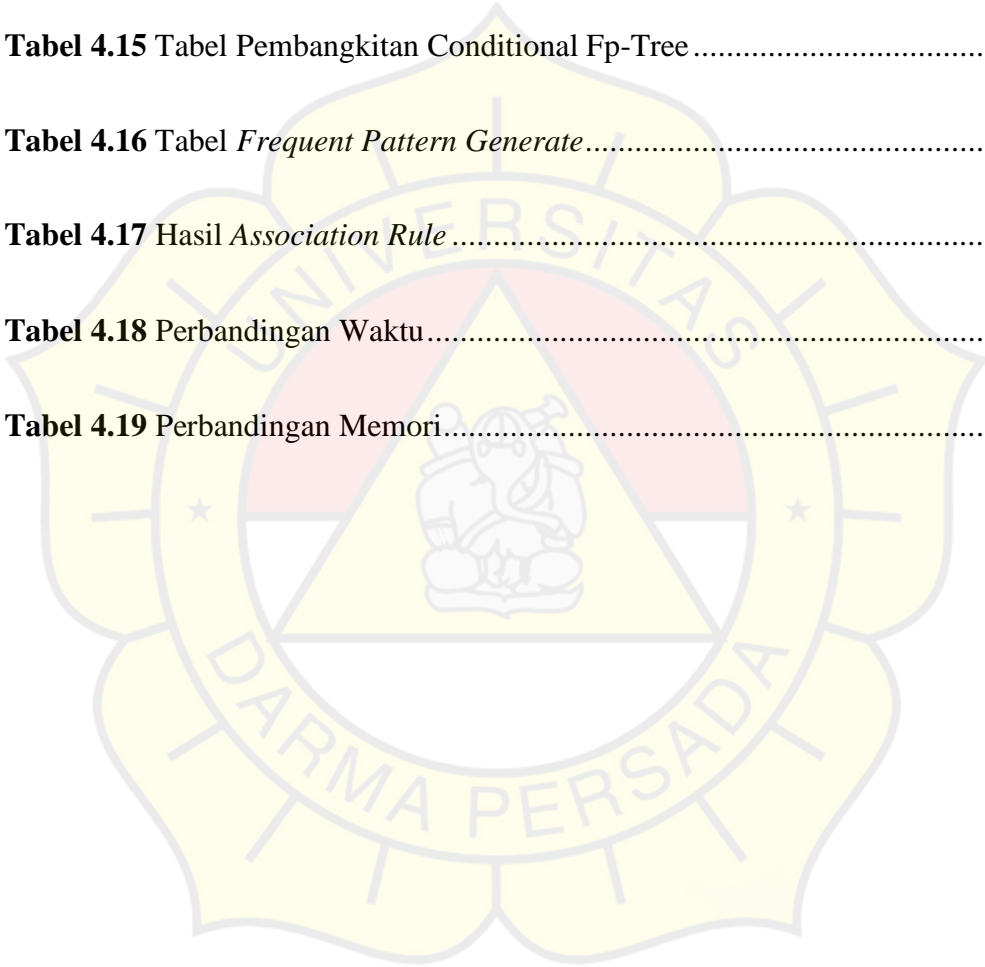 Tabel 4.15 Tabel Pembangkitan Conditional Fp-Tree..................................
Tabel 4.16 Tabel Frequent Pattern Generate...............................................
Tabel 4.17 Hasil Association Rule...............................................................
Tabel 4.18 Perbandingan Waktu..................................................................
Tabel 4.19 Perbandingan Memori................................................................
UNIVERSITAS
DARMA PERSADA